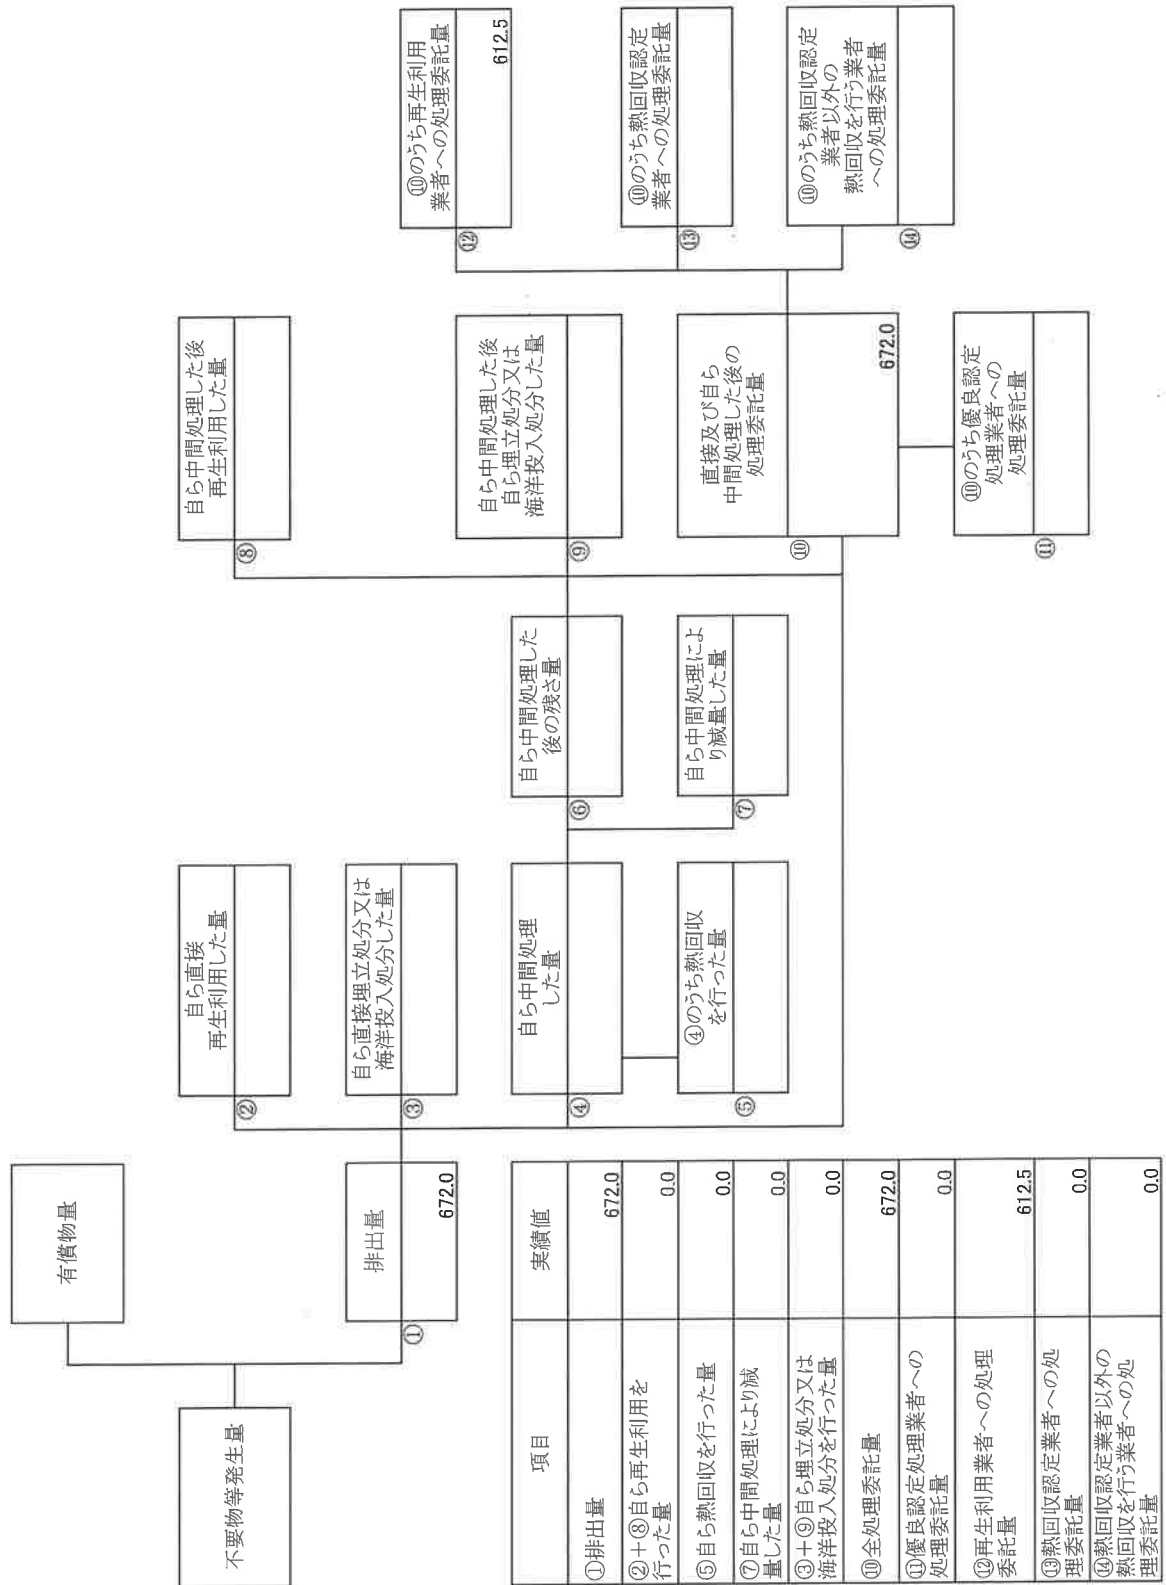 不要物等発生量
有償物量
排出量
①
672.0
自ら直接
再生利用した量
②
自ら直接埋立処分又は
海洋投入処分した量
③
自ら中間処理
した量
④
④のうち熱回収
を行った量
⑤
自ら中間処理した
後の残さ量
⑥
自ら中間処理によ
り減量した量
⑦
自ら中間処理した後
再生利用した量
⑧
自ら中間処理した後
自ら埋立処分又は
海洋投入処分した量
⑨
直接及び自ら
中間処理した後の
処理委託量
⑩
672.0
⑩のうち優良認定
処理業者への
処理委託量
⑪
⑩のうち再生利用
業者への処理委託量
⑫
612.5
⑩のうち熱回収認定
業者への処理委託量
⑬
⑩のうち熱回収認定
業者以外の
熱回収を行う業者
への処理委託量
⑭
項目 実績値
①排出量 672.0
②+⑧自ら再生利用を
行った量 0.0
⑤自ら熱回収を行った量 0.0
⑦自ら中間処理により減
量した量 0.0
③+⑨自ら埋立処分又は
海洋投入処分を行った量 0.0
⑩全処理委託量 672.0
⑪優良認定処理業者への
処理委託量 0.0
⑫再生利用業者への処理
委託量 612.5
⑬熱回収認定業者への処
理委託量 0.0
⑭熱回収認定業者以外の
熱回収を行う業者への処
理委託量 0.0